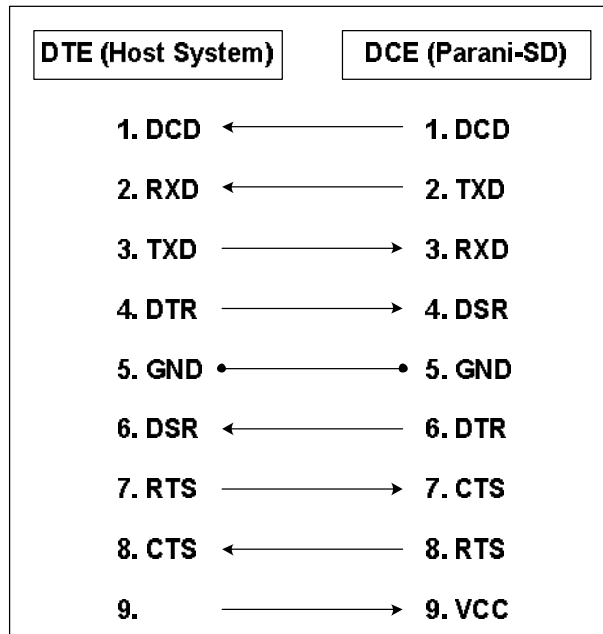 DTE (Host System) DCE (Parani-SD)
1. DCD 1. DCD
2. RXD 2. TXD
3. TXD 3. RXD
4. DTR 4. DSR
5. GND 5. GND
6. DSR 6. DTR
7. RTS 7. CTS
8. CTS 8. RTS
9. 9. VCC